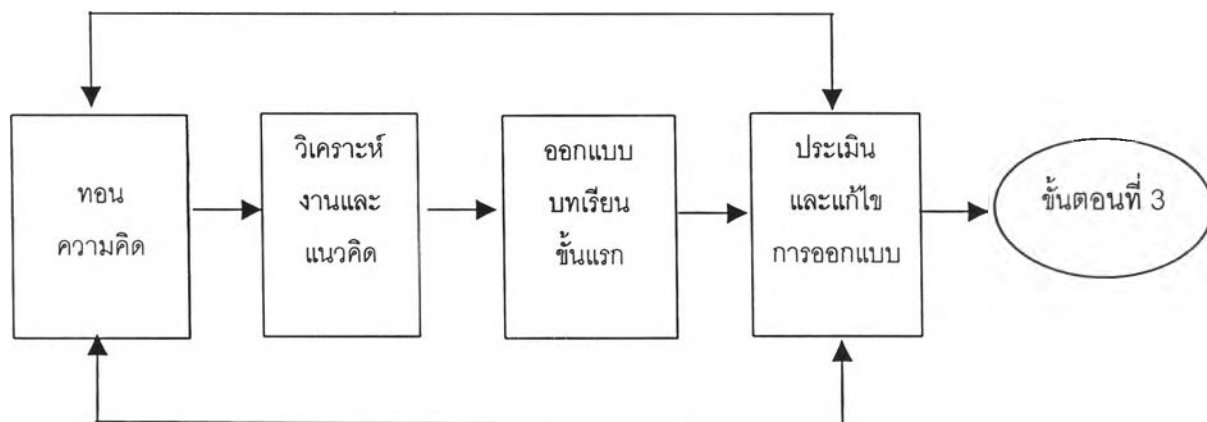 ทอน
ความคิด
วิเคราะห์
งานและ
แนวคิด
ออกแบบ
บทเรียน
ขั้นแรก
ประเมิน
และแก้ไข
การออกแบบ
ขั้นตอนที่ 3